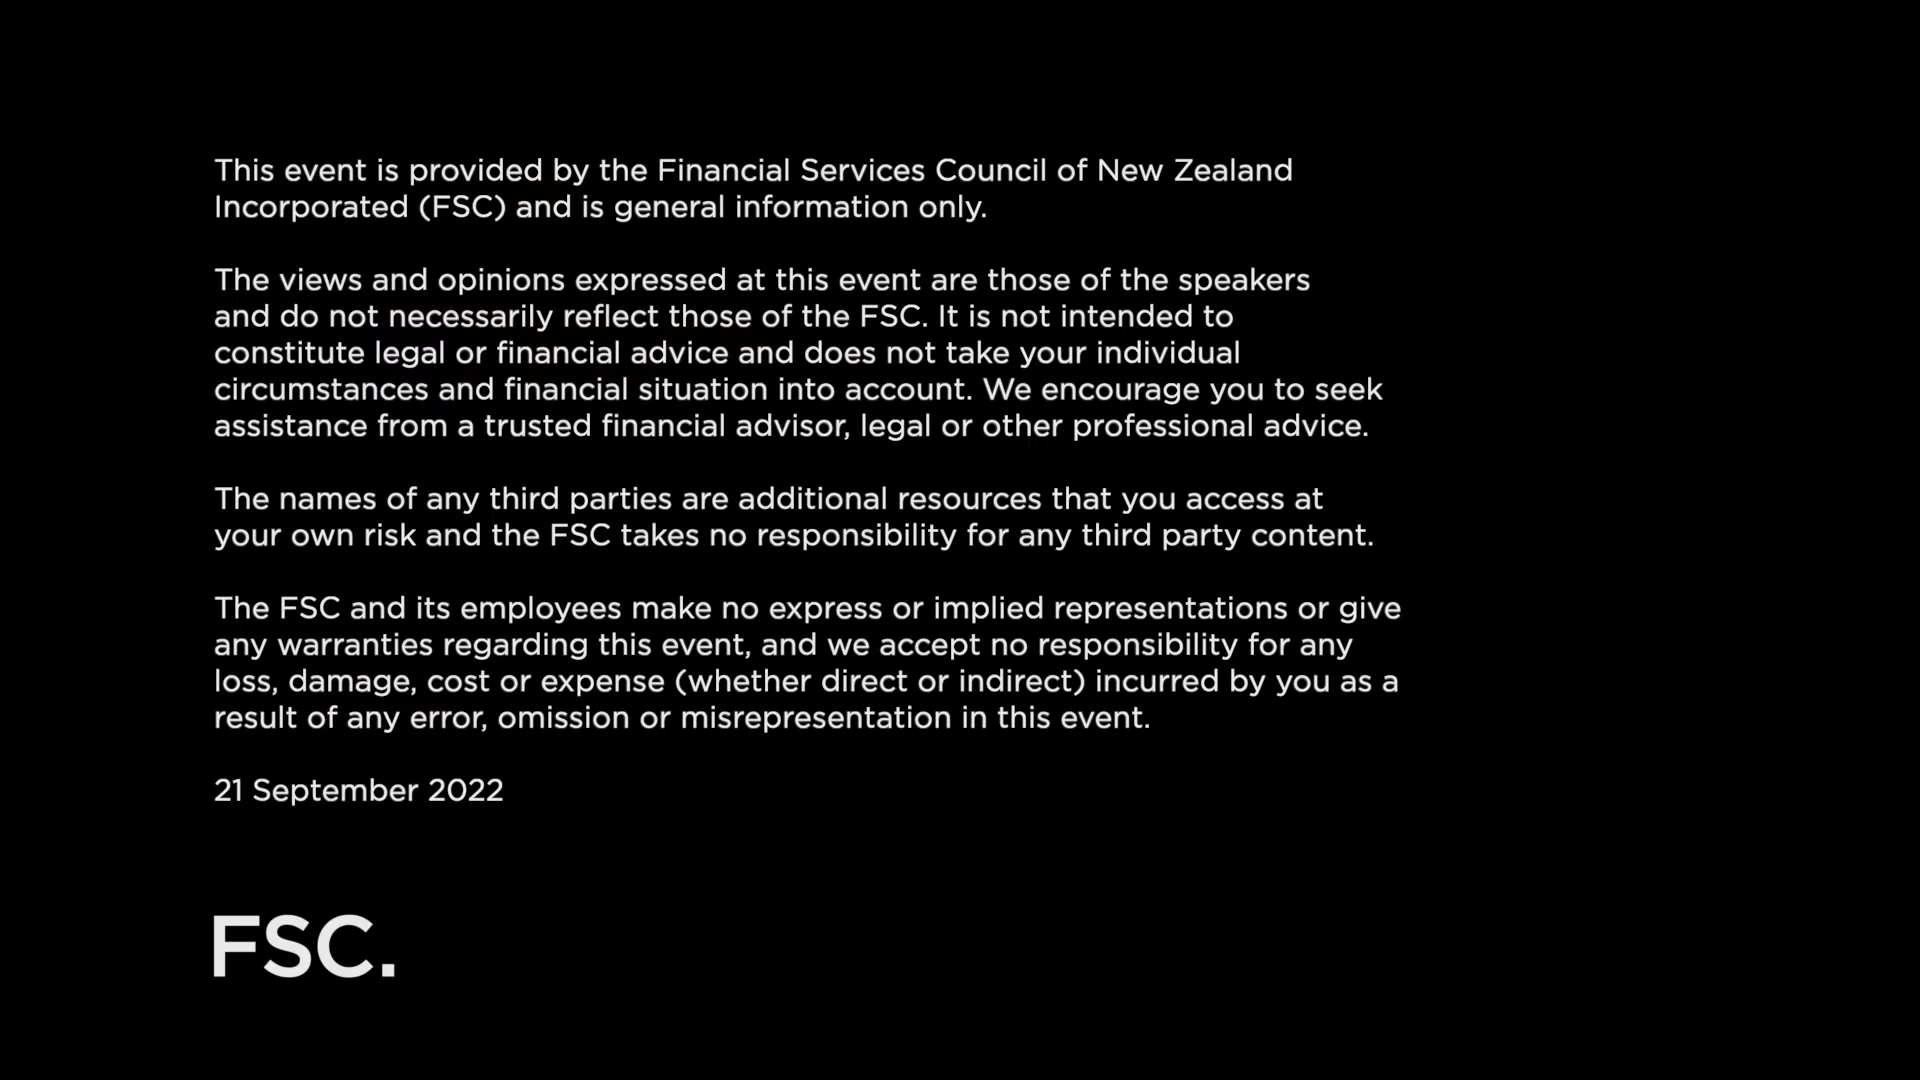 This event is provided by the Financial Services Council of New Zealand
Incorporated (FSC) and is general information only.
The views and opinions expressed at this event are those of the speakers
and do not necessarily reflect those of the FSC. It is not intended to
constitute legal or financial advice and does not take your individual
circumstances and financial situation into account. We encourage you to seek
assistance from a trusted financial advisor, legal or other professional advice.
The names of any third parties are additional resources that you access at
your own risk and the FSC takes no responsibility for any third party content.
The FSC and its employees make no express or implied representations or give
any warranties regarding this event, and we accept no responsibility for any
loss, damage, cost or expense (whether direct or indirect) incurred by you as a
result of any error, omission or misrepresentation in this event.
21 September 2022
FSC.